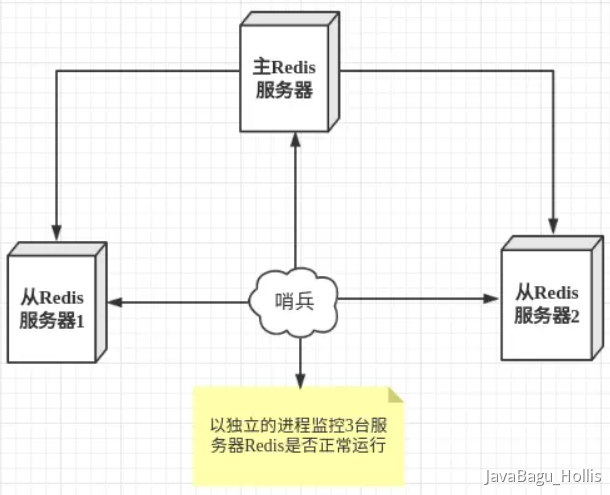 主Redis
服务器
从Redis
服务器1
哨兵
从Redis
服务器2
以独立的进程监控3台服
务器Redis是否正常运行
JavaBagu_Hollis